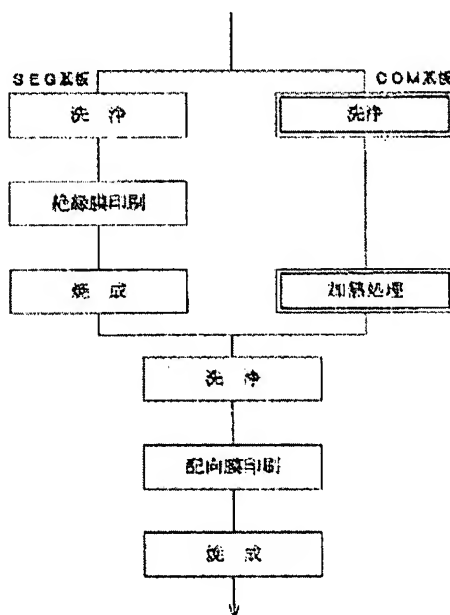 SEG基板
COM基板
洗 浄
洗浄
絶縁膜印刷
焼 成
加熱処理
洗 浄
配向膜印刷
焼 成